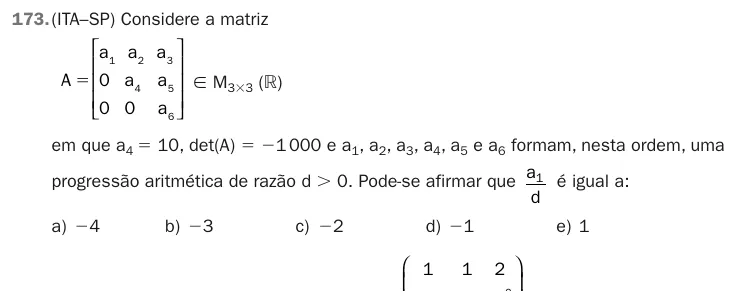 173. (ITA–SP) Considere a matriz
A = [a₁ a₂ a₃
0 a₄ a₅
0 0 a₆] ∈ M₃ₓ₃ (ℝ)
em que a₄ = 10, det(A) = −1 000 e a₁, a₂, a₃, a₄, a₅ e a₆ formam, nesta ordem, uma
progressão aritmética de razão d > 0. Pode-se afirmar que a₁/d é igual a:
a) −4 b) −3 c) −2 d) −1 e) 1
1 1 2